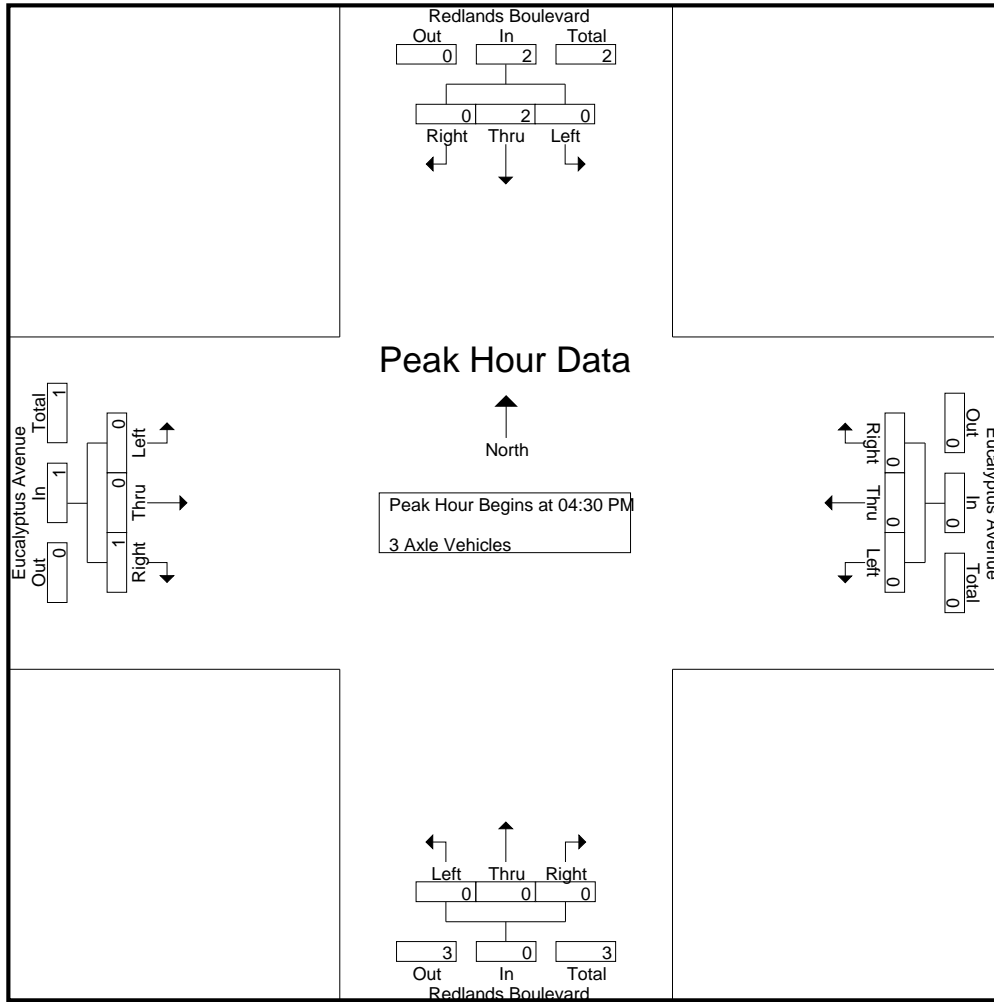 Redlands Boulevard
Out In Total
0 2 2
0 2 0
Right Thru Left
Peak Hour Data
North
Peak Hour Begins at 04:30 PM
3 Axle Vehicles
Eucalyptus Avenue
Out In Total
0 1 1
Left Thru Right
0 0 1
Eucalyptus Avenue
Out In Total
0 0 0
Right Thru Left
0 0 0
Left Thru Right
0 0 0
3 0 3
Out In Total
Redlands Boulevard